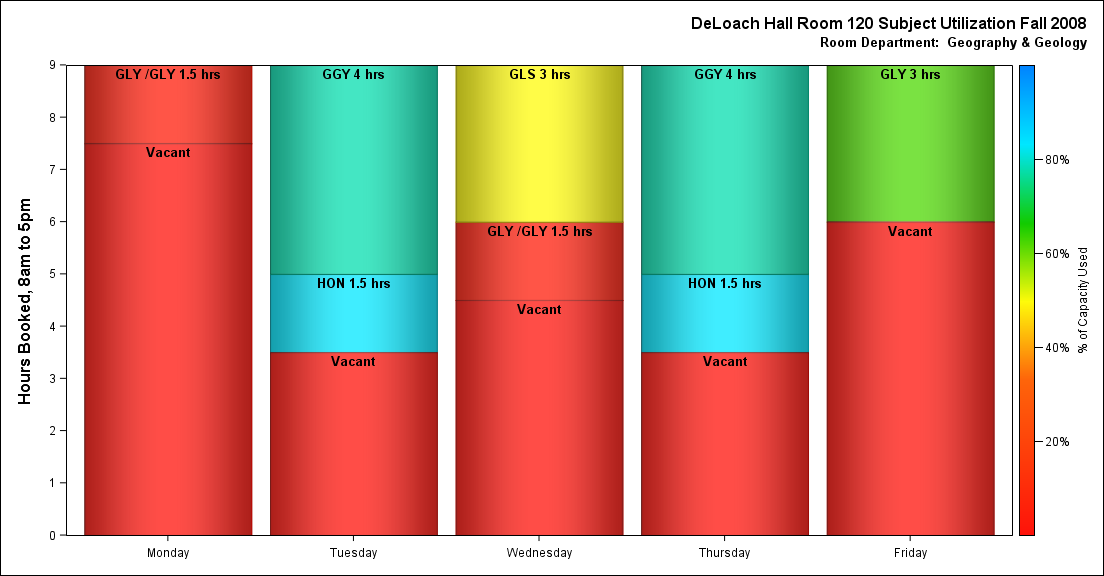 DeLoach Hall Room 120 Subject Utilization Fall 2008
Room Department: Geography & Geology
Hours Booked, 8am to 5pm
9
8
7
6
5
4
3
2
1
0
GLY /GLY 1.5 hrs
Vacant
Monday
GGY 4 hrs
HON 1.5 hrs
Vacant
Tuesday
GLS 3 hrs
GLY /GLY 1.5 hrs
Vacant
Wednesday
GGY 4 hrs
HON 1.5 hrs
Vacant
Thursday
GLY 3 hrs
Vacant
Friday
80%
60%
40%
20%
% of Capacity Used